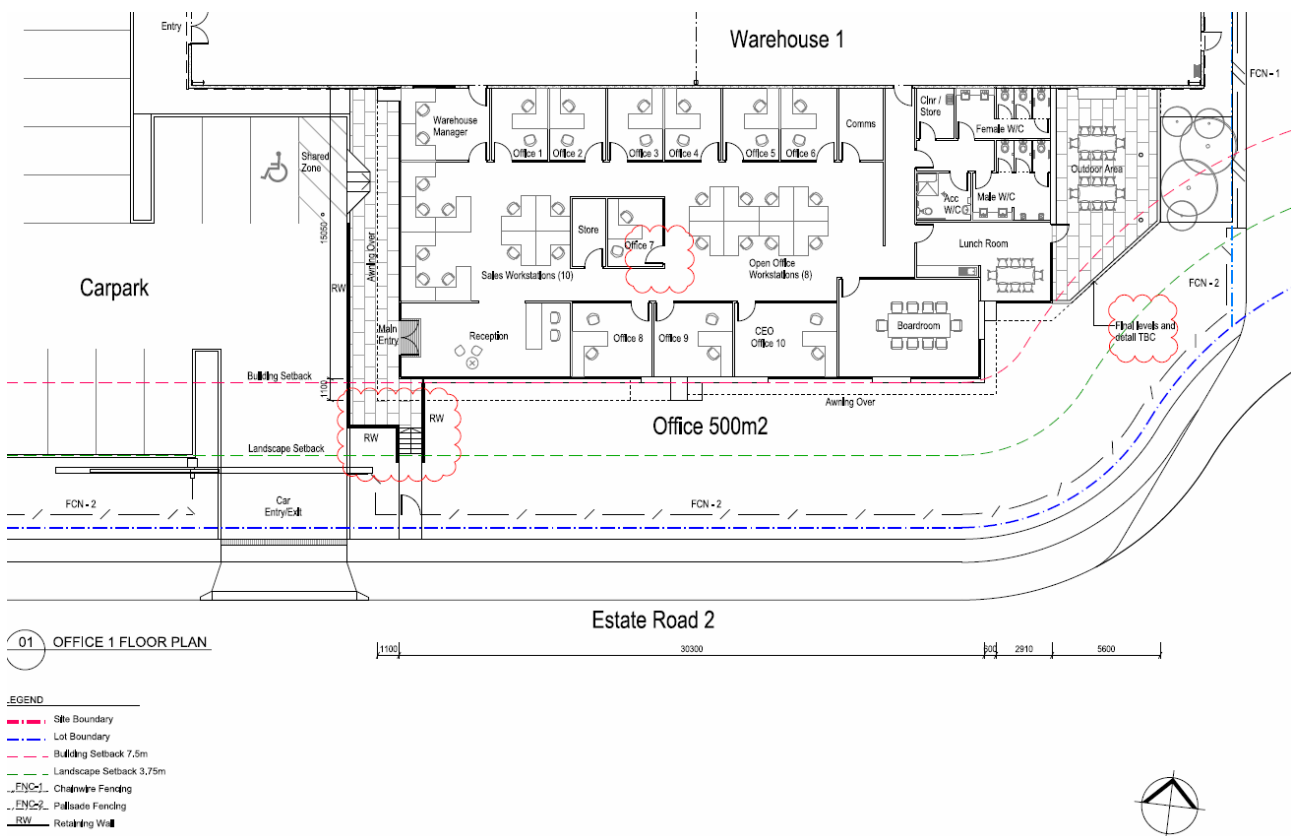 Entry
Warehouse 1
FCN - 1
Warehouse
Manager
Office 1
Office 2
Office 3
Office 4
Office 5
Office 6
Comms
Clnr /
Store
Female W/C
Shared
Zone
Outdoor Area
Acc
W/C
Male W/C
15050
Awning Over
Store
Office 7
Lunch Room
Sales Workstations (10)
Open Office
Workstations (8)
Carpark
RW
FCN - 2
Main
Entry
Reception
Office 8
Office 9
CEO
Office 10
Boardroom
Final levels and
detail TBC
Building Setback
1100
Awning Over
RW
RW
Office 500m2
Landscape Setback
FCN - 2
Car
Entry/Exit
FCN - 2
Estate Road 2
01
OFFICE 1 FLOOR PLAN
1100
30300
600
2910
5600
LEGEND
Site Boundary
Lot Boundary
Building Setback 7.5m
Landscape Setback 3.75m
FNC-1 Chainwire Fencing
FNC-2 Palisade Fencing
RW Retaining Wall